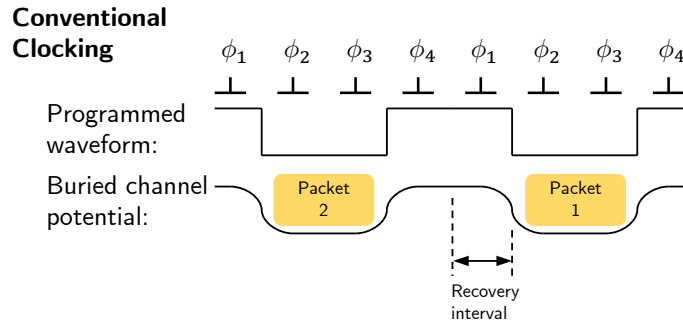 Conventional
Clocking
ϕ1 ϕ2 ϕ3 ϕ4 ϕ1 ϕ2 ϕ3 ϕ4
Programmed
waveform:
Buried channel
potential:
Packet
2
Packet
1
Recovery
interval